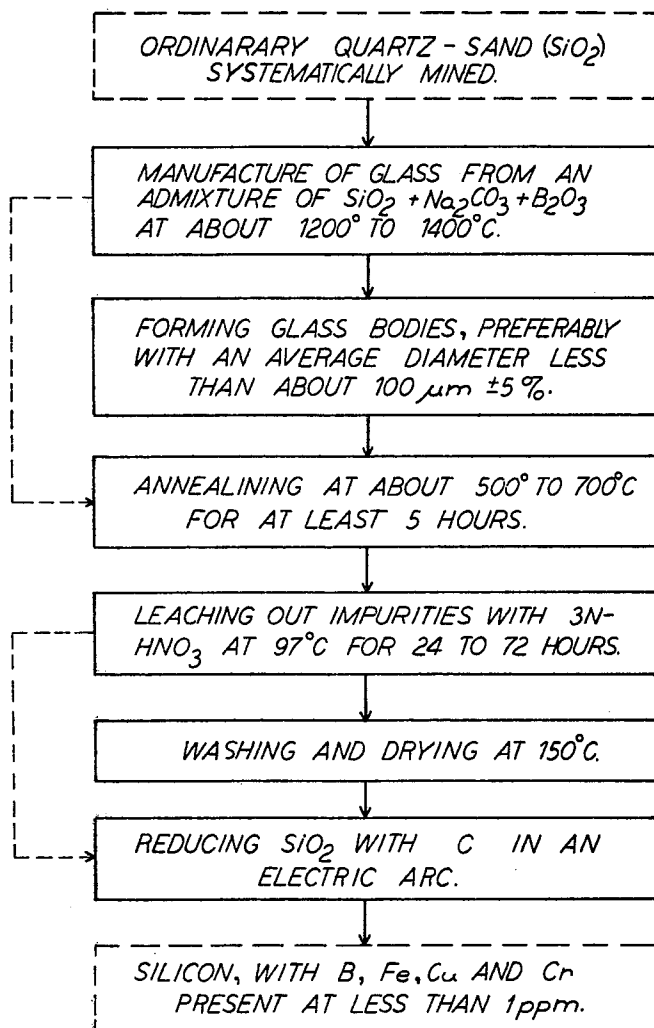 ORDINARARY QUARTZ-SAND (SiO2)
SYSTEMATICALLY MINED.
MANUFACTURE OF GLASS FROM AN
ADMIXTURE OF SiO2 + Na2CO3 + B2O3
AT ABOUT 1200° TO 1400°C.
FORMING GLASS BODIES, PREFERABLY
WITH AN AVERAGE DIAMETER LESS
THAN ABOUT 100 μm ±5%.
ANNEALINING AT ABOUT 500° TO 700°C
FOR AT LEAST 5 HOURS.
LEACHING OUT IMPURITIES WITH 3N-
HNO3 AT 97°C FOR 24 TO 72 HOURS.
WASHING AND DRYING AT 150°C.
REDUCING SiO2 WITH C IN AN
ELECTRIC ARC.
SILICON, WITH B, Fe, Cu AND Cr
PRESENT AT LESS THAN 1ppm.